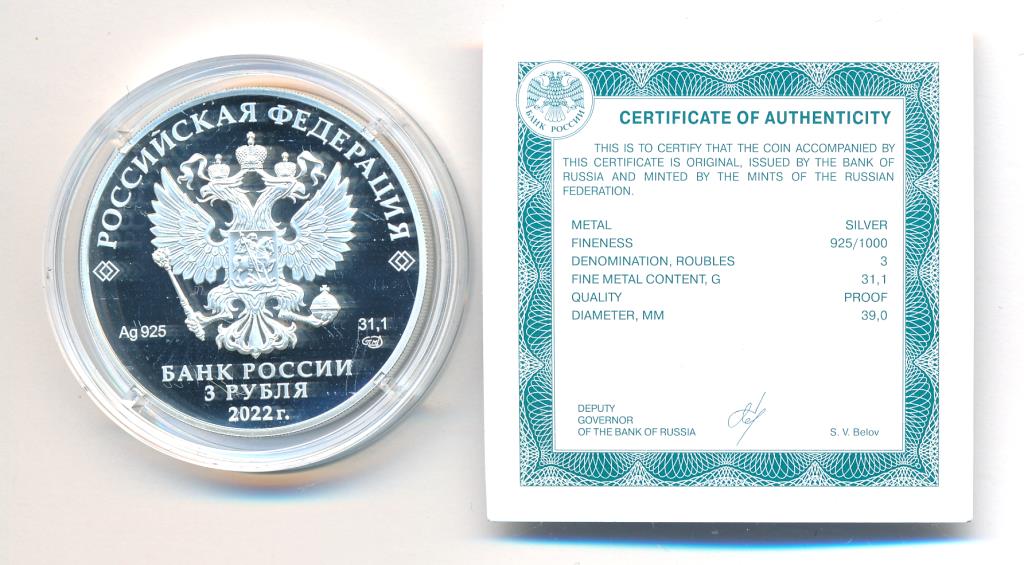 РОССИЙСКАЯ ФЕДЕРАЦИЯ
Ag 925
31,1
БАНК РОССИИ
3 РУБЛЯ
2022 г.
БАНК РОССИИ
CERTIFICATE OF AUTHENTICITY
THIS IS TO CERTIFY THAT THE COIN ACCOMPANIED BY
THIS CERTIFICATE IS ORIGINAL, ISSUED BY THE BANK OF
RUSSIA AND MINTED BY THE MINTS OF THE RUSSIAN
FEDERATION.
METAL SILVER
FINENESS 925/1000
DENOMINATION, ROUBLES 3
FINE METAL CONTENT, G 31,1
QUALITY PROOF
DIAMETER, MM 39,0
DEPUTY
GOVERNOR
OF THE BANK OF RUSSIA S. V. Belov